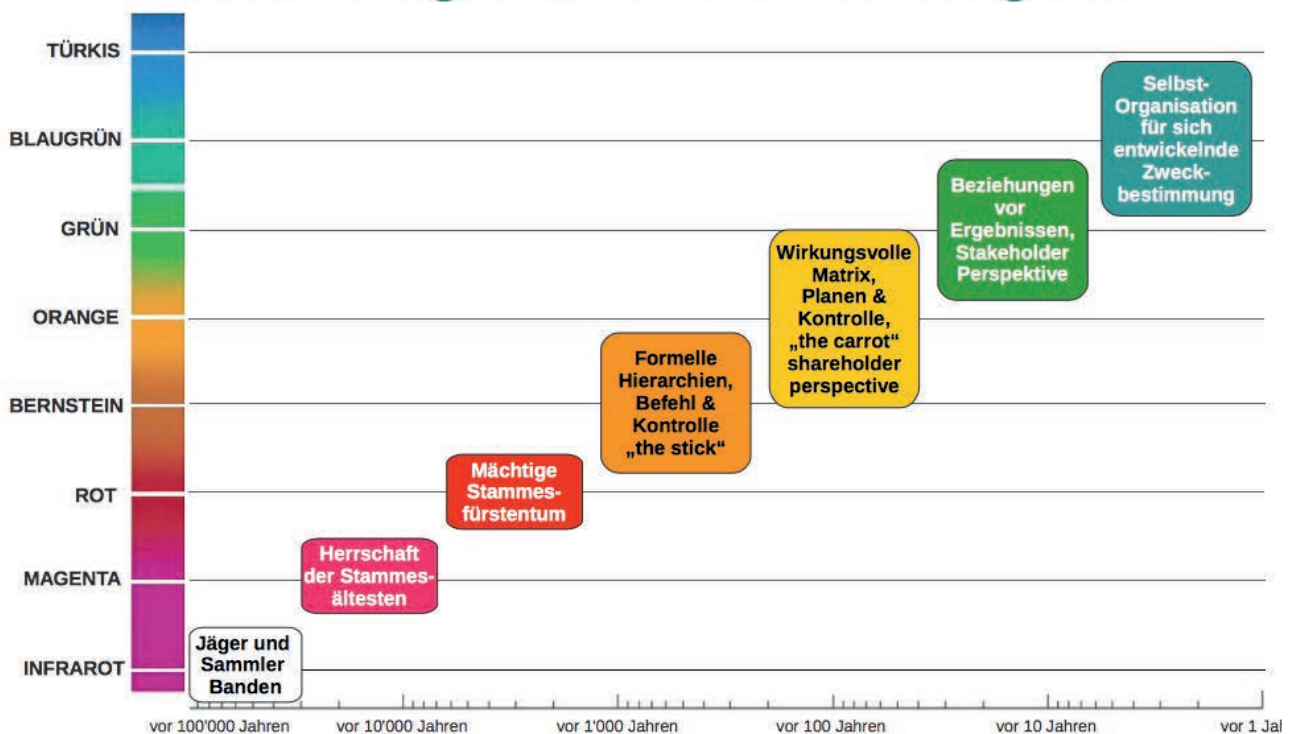 TÜRKIS
BLAUGRÜN
GRÜN
ORANGE
BERNSTEIN
ROT
MAGENTA
INFRAROT
Selbst-
Organisation
für sich
entwickelnde
Zweck-
bestimmung
Beziehungen
vor
Ergebnissen,
Stakeholder
Perspektive
Wirkungsvolle
Matrix,
Planen &
Kontrolle,
„the carrot“
shareholder
perspective
Formelle
Hierarchien,
Befehl &
Kontrolle
„the stick“
Mächtige
Stammes-
fürstentum
Herrschaft
der Stammes-
ältesten
Jäger und
Sammler
Banden
vor 100'000 Jahren
vor 10'000 Jahren
vor 1'000 Jahren
vor 100 Jahren
vor 10 Jahren
vor 1